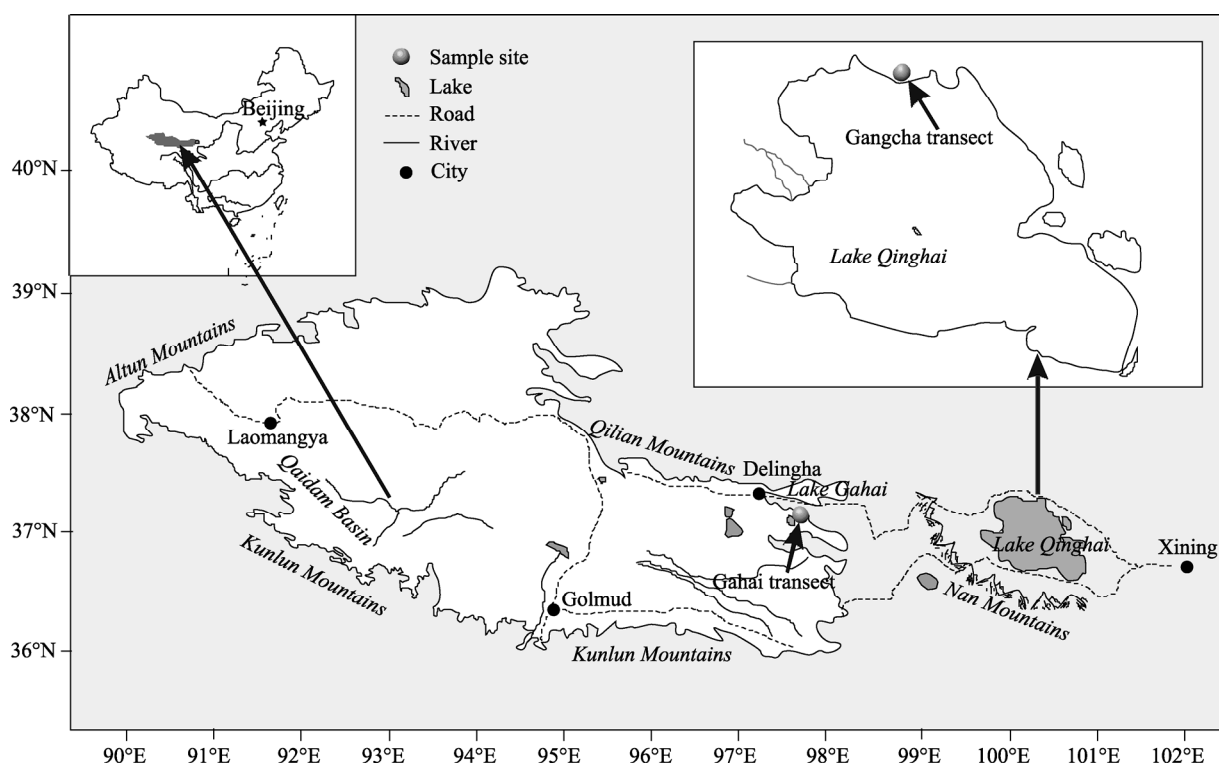 Beijing
Sample site
Lake
Road
River
City
Gangcha transect
Lake Qinghai
40°N
39°N
38°N
37°N
36°N
Altun Mountains
Laomangya
Qaidam Basin
Kunlun Mountains
Qilian Mountains
Delingha
Lake Gahai
Gahai transect
Golmud
Kunlun Mountains
Lake Qinghai
Xining
Nan Mountains
90°E 91°E 92°E 93°E 94°E 95°E 96°E 97°E 98°E 99°E 100°E 101°E 102°E